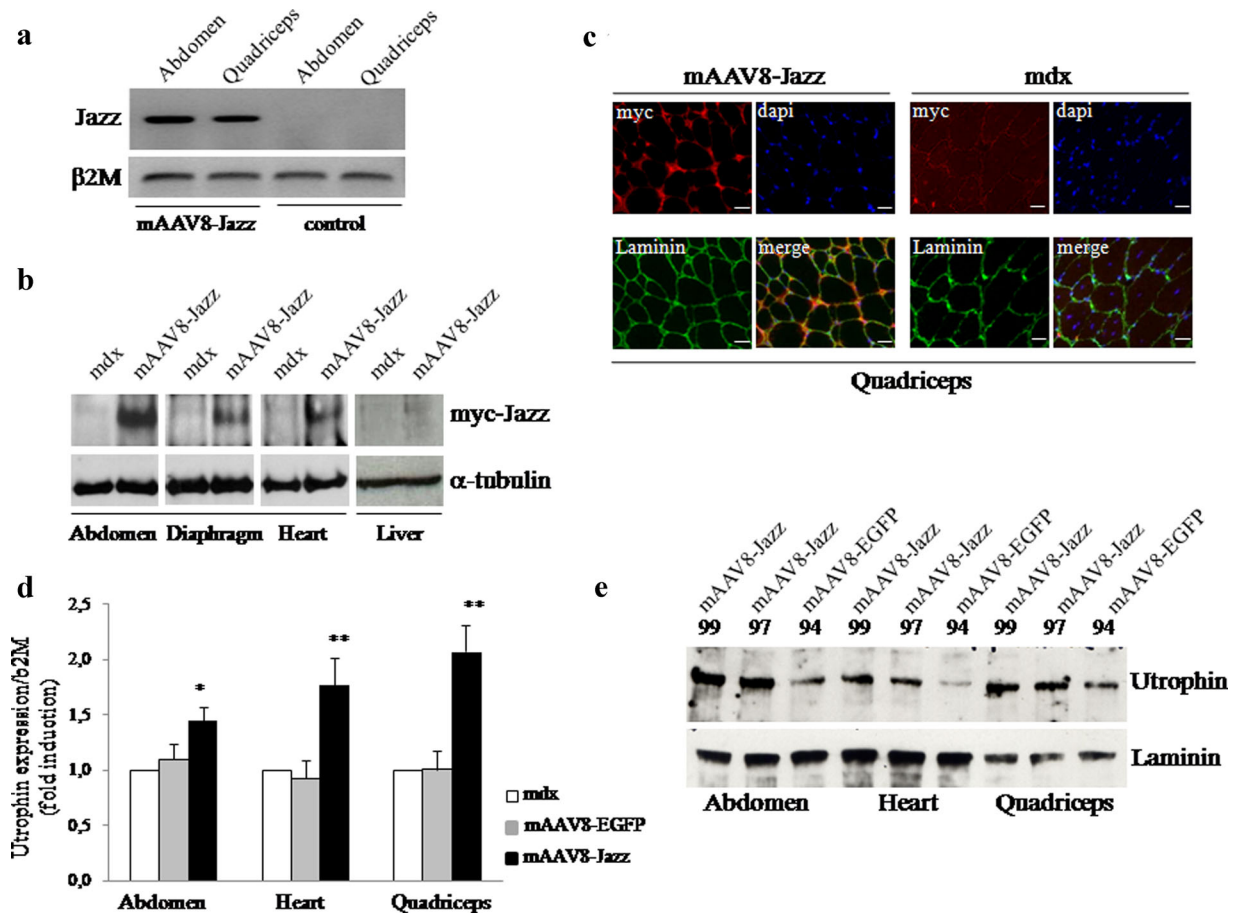 a
Abdomen Quadriceps Abdomen Quadriceps
Jazz
β2M
mAAV8-Jazz control
b
mdx mAAV8-Jazz mdx mAAV8-Jazz mdx mAAV8-Jazz mdx mAAV8-Jazz
myc-Jazz
α-tubulin
Abdomen Diaphragm Heart Liver
c
mAAV8-Jazz mdx
myc dapi myc dapi
Laminin merge Laminin merge
Quadriceps
d
Utrophin expression/b2M
(fold induction)
2,5
2,0
1,5
1,0
0,5
0,0
* ** **
mdx
mAAV8-EGFP
mAAV8-Jazz
Abdomen Heart Quadriceps
e
mAAV8-Jazz mAAV8-Jazz mAAV8-EGFP mAAV8-Jazz mAAV8-Jazz mAAV8-EGFP mAAV8-Jazz mAAV8-Jazz mAAV8-EGFP
99 97 94 99 97 94 99 97 94
Utrophin
Laminin
Abdomen Heart Quadriceps